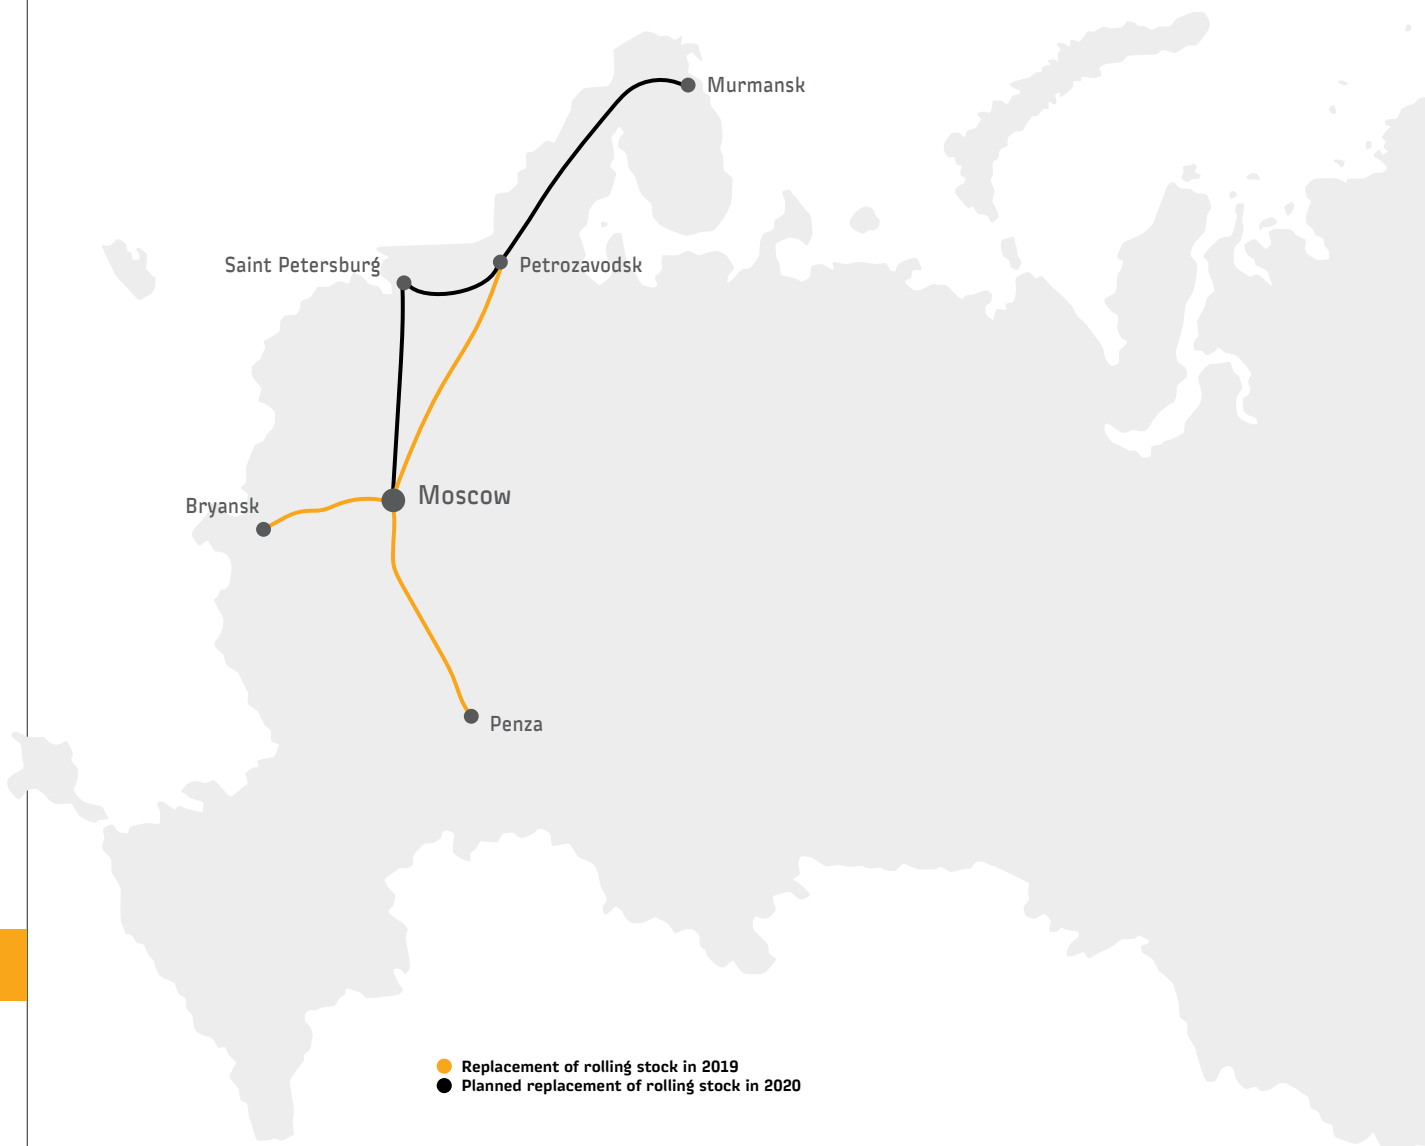 Murmansk
Saint Petersburg
Petrozavodsk
Moscow
Bryansk
Penza
Replacement of rolling stock in 2019
Planned replacement of rolling stock in 2020